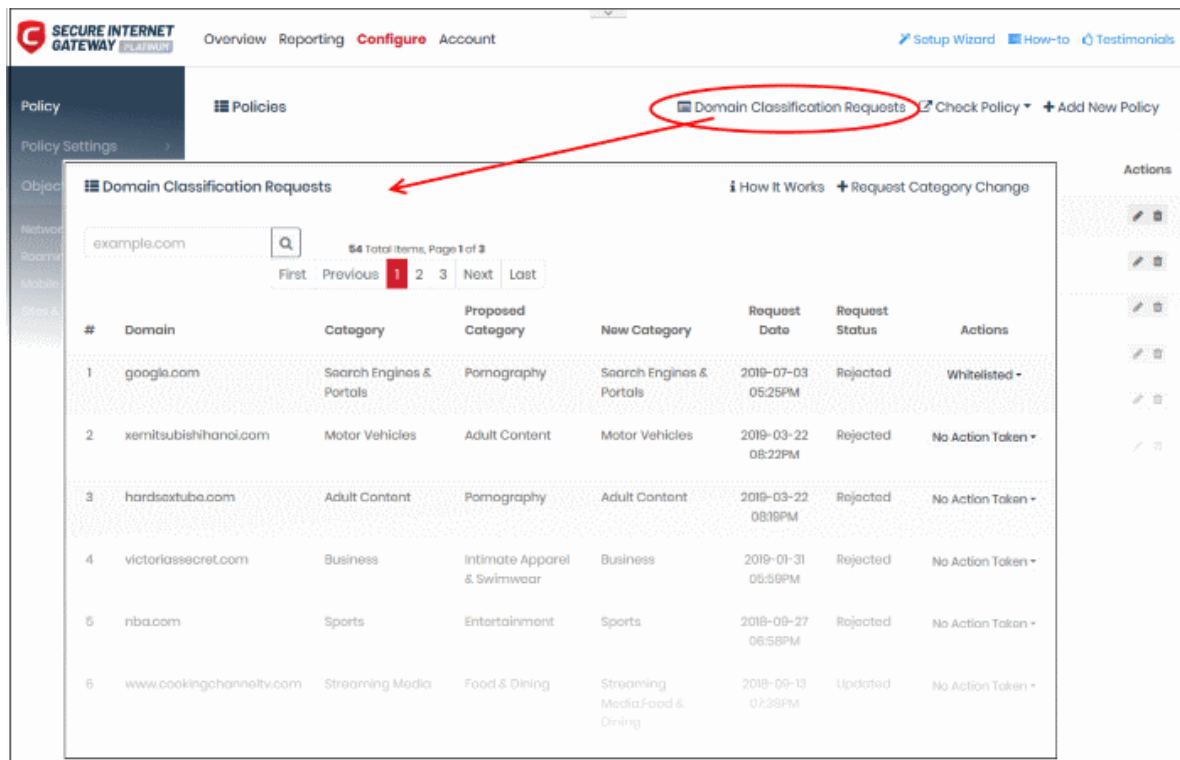 SECURE INTERNET
GATEWAY PLATINUM
Overview Reporting Configure Account
Setup Wizard How-to Testimonials
Policy
Policies
Domain Classification Requests Check Policy + Add New Policy
Policy Settings
Actions
Objec
Domain Classification Requests
How It Works + Request Category Change
Networ
Roamin
Mobile
Sites &
example.com
54 Total Items, Page 1 of 3
First Previous 1 2 3 Next Last
# Domain Category Proposed Category New Category Request Date Request Status Actions
1 google.com Search Engines & Portals Pornography Search Engines & Portals 2019-07-03 05:25PM Rejected Whitelisted
2 xemitsubishihanoi.com Motor Vehicles Adult Content Motor Vehicles 2019-03-22 08:22PM Rejected No Action Taken
3 hardsextube.com Adult Content Pornography Adult Content 2019-03-22 08:19PM Rejected No Action Taken
4 victoriassecret.com Business Intimate Apparel & Swimwear Business 2019-01-31 05:59PM Rejected No Action Taken
5 nba.com Sports Entertainment Sports 2018-09-27 06:58PM Rejected No Action Taken
6 www.cookingchanneltv.com Streaming Media Food & Dining Streaming Media,Food & Dining 2018-09-13 07:38PM Updated No Action Taken